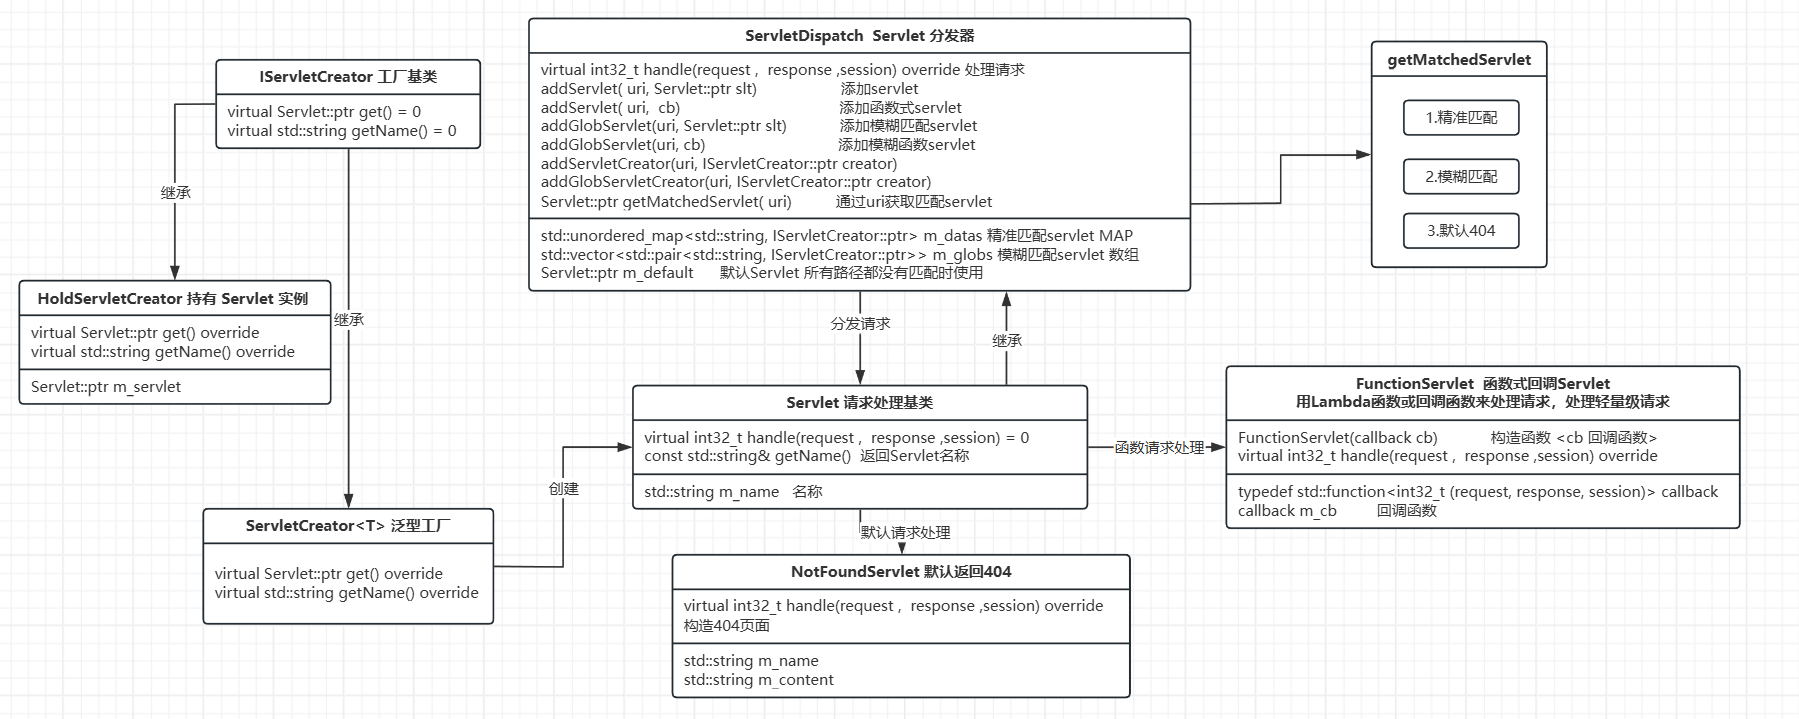 IServletCreator 工厂基类
virtual Servlet::ptr get() = 0
virtual std::string getName() = 0
继承
继承
HoldServletCreator 持有 Servlet 实例
virtual Servlet::ptr get() override
virtual std::string getName() override
Servlet::ptr m_servlet
ServletCreator<T> 泛型工厂
virtual Servlet::ptr get() override
virtual std::string getName() override
创建
ServletDispatch Servlet 分发器
virtual int32_t handle(request , response ,session) override 处理请求
addServlet( uri, Servlet::ptr slt) 添加servlet
addServlet( uri, cb) 添加函数式servlet
addGlobServlet(uri, Servlet::ptr slt) 添加模糊匹配servlet
addGlobServlet(uri, cb) 添加模糊函数servlet
addServletCreator(uri, IServletCreator::ptr creator)
addGlobServletCreator(uri, IServletCreator::ptr creator)
Servlet::ptr getMatchedServlet( uri) 通过uri获取匹配servlet
std::unordered_map<std::string, IServletCreator::ptr> m_datas 精准匹配servlet MAP
std::vector<std::pair<std::string, IServletCreator::ptr>> m_globs 模糊匹配servlet 数组
Servlet::ptr m_default 默认Servlet 所有路径都没有匹配时使用
getMatchedServlet
1.精准匹配
2.模糊匹配
3.默认404
分发请求
继承
Servlet 请求处理基类
virtual int32_t handle(request , response ,session) = 0
const std::string& getName() 返回Servlet名称
std::string m_name 名称
函数请求处理
FunctionServlet 函数式回调Servlet
用Lambda函数或回调函数来处理请求，处理轻量级请求
FunctionServlet(callback cb) 构造函数 <cb 回调函数>
virtual int32_t handle(request , response ,session) override
typedef std::function<int32_t (request, response, session)> callback
callback m_cb 回调函数
默认请求处理
NotFoundServlet 默认返回404
virtual int32_t handle(request , response ,session) override
构造404页面
std::string m_name
std::string m_content